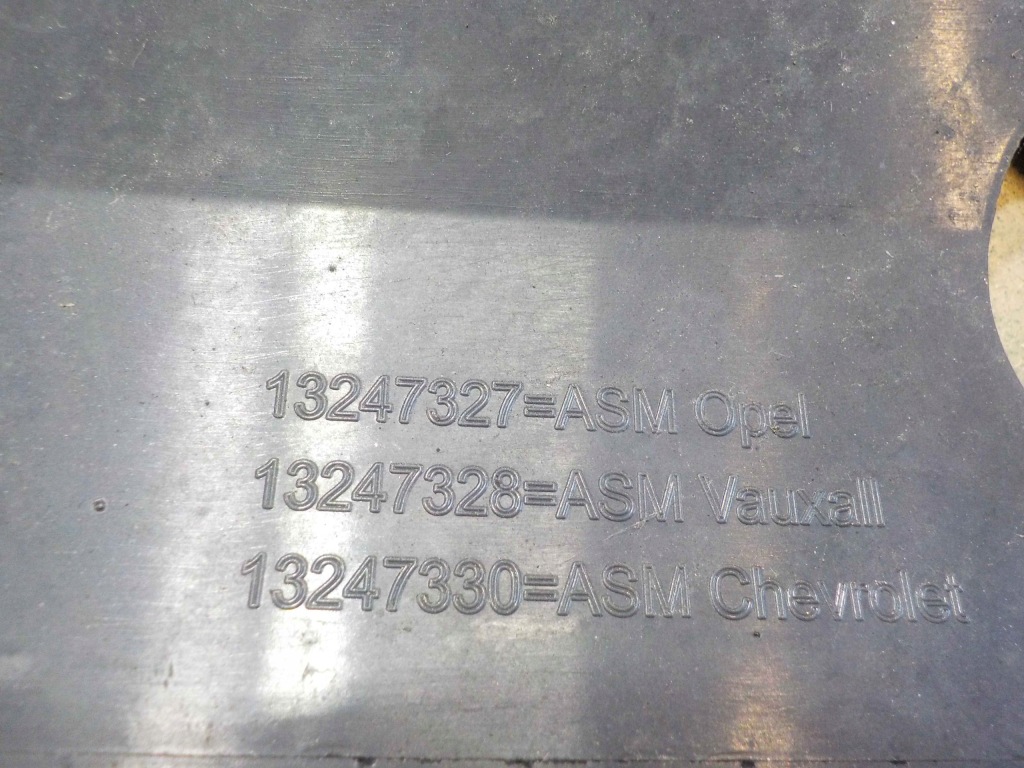 13247327=ASM Opel
13247328=ASM Vauxall
13247330=ASM Chevrolet